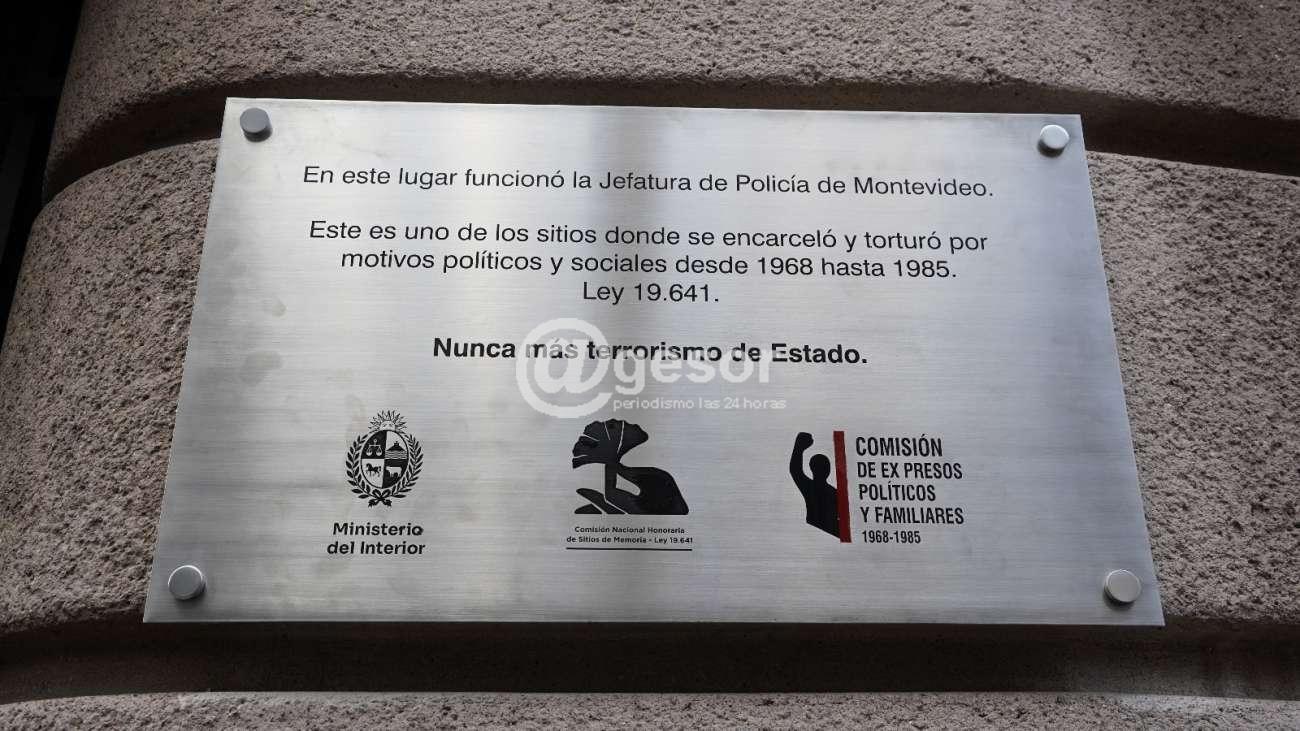 En este lugar funcionó la Jefatura de Policía de Montevideo.
Este es uno de los sitios donde se encarceló y torturó por
motivos políticos y sociales desde 1968 hasta 1985.
Ley 19.641.
Nunca más terrorismo de Estado.
@gesor
periodismo las 24 horas
Ministerio
del Interior
Comisión Nacional Honoraria
de Sitios de Memoria - Ley 19.641
COMISIÓN
DE EX PRESOS
POLÍTICOS
Y FAMILIARES
1968-1985